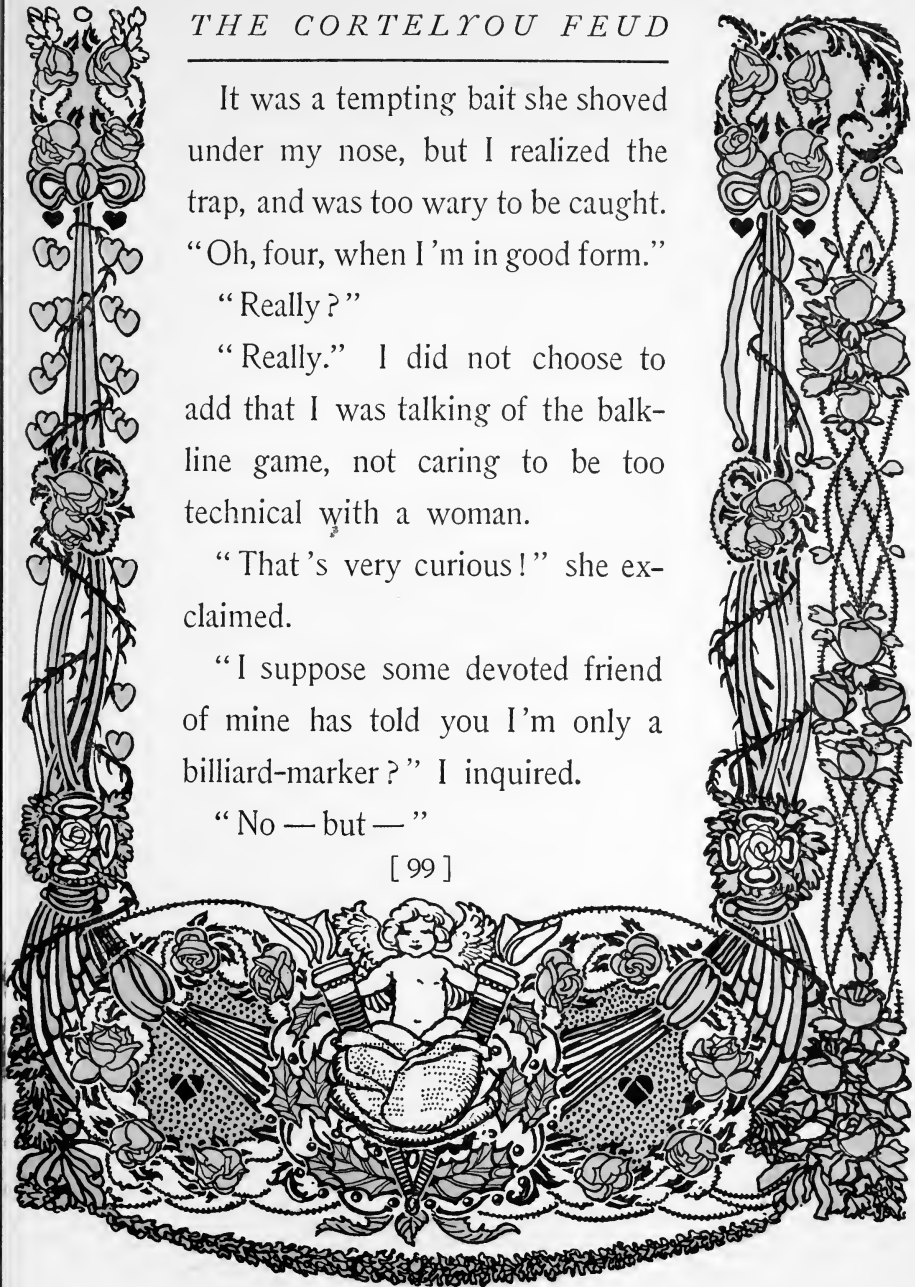 THE CORTELYOU FEUD
It was a tempting bait she shoved
under my nose, but I realized the
trap, and was too wary to be caught.
“Oh, four, when I'm in good form.”
“Really?”
“Really.” I did not choose to
add that I was talking of the balk-
line game, not caring to be too
technical with a woman.
“That's very curious!” she ex-
claimed.
“I suppose some devoted friend
of mine has told you I'm only a
billiard-marker?” I inquired.
“No — but — ”
[ 99 ]